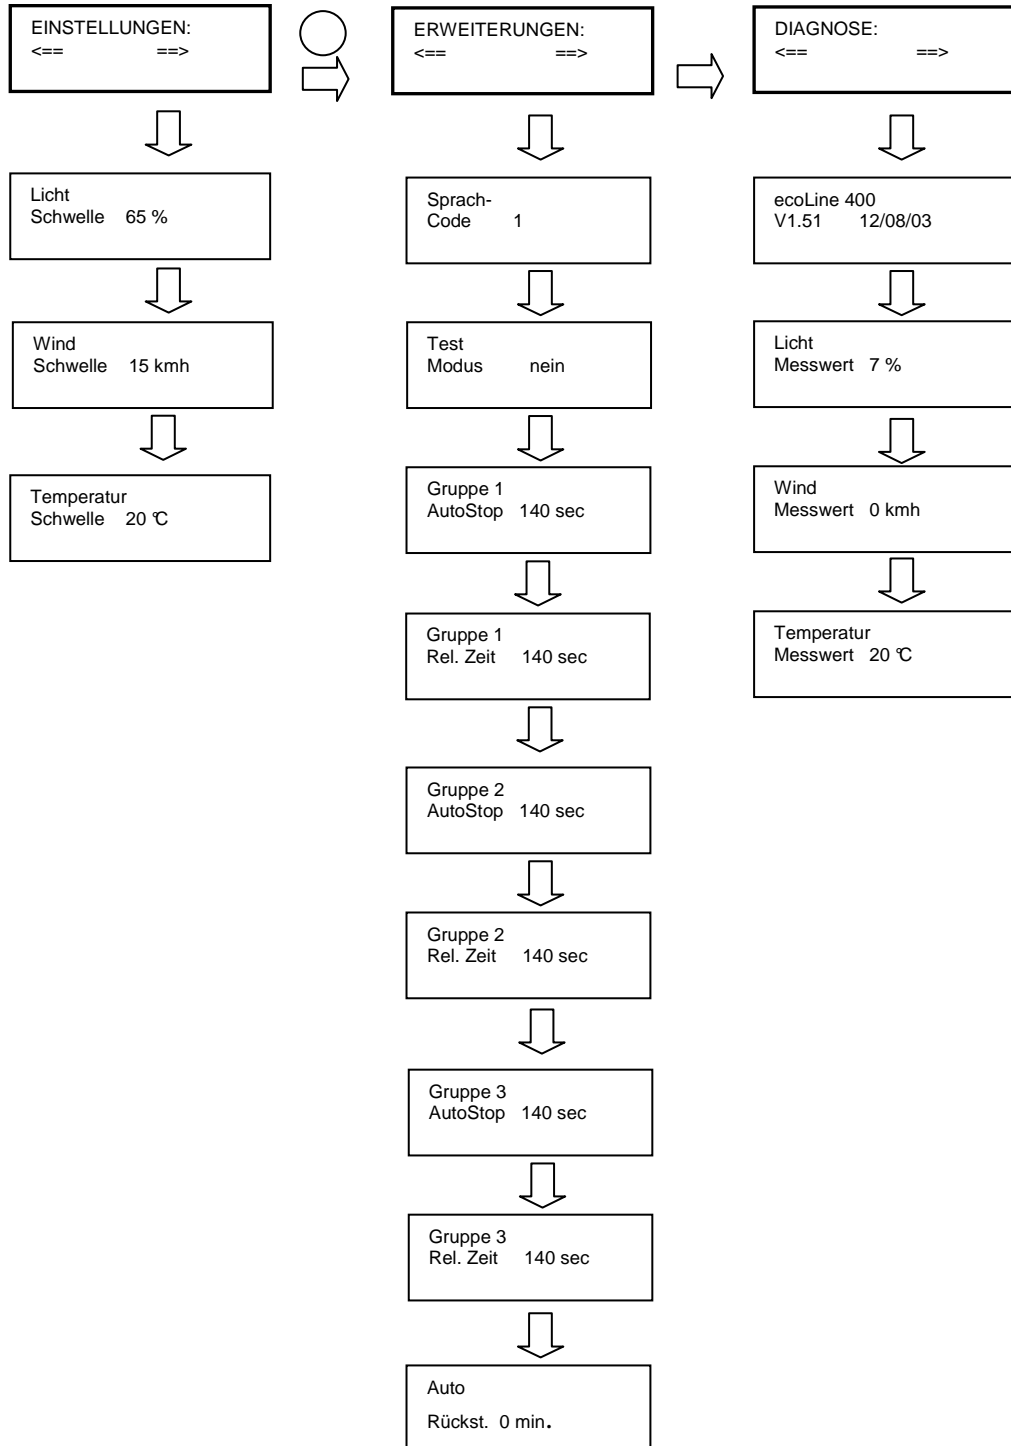 EINSTELLUNGEN:
<== ==>
Licht
Schwelle 65 %
Wind
Schwelle 15 kmh
Temperatur
Schwelle 20 °C
ERWEITERUNGEN:
<== ==>
Sprach-
Code 1
Test
Modus nein
Gruppe 1
AutoStop 140 sec
Gruppe 1
Rel. Zeit 140 sec
Gruppe 2
AutoStop 140 sec
Gruppe 2
Rel. Zeit 140 sec
Gruppe 3
AutoStop 140 sec
Gruppe 3
Rel. Zeit 140 sec
Auto
Rückst. 0 min.
DIAGNOSE:
<== ==>
ecoLine 400
V1.51 12/08/03
Licht
Messwert 7 %
Wind
Messwert 0 kmh
Temperatur
Messwert 20 °C